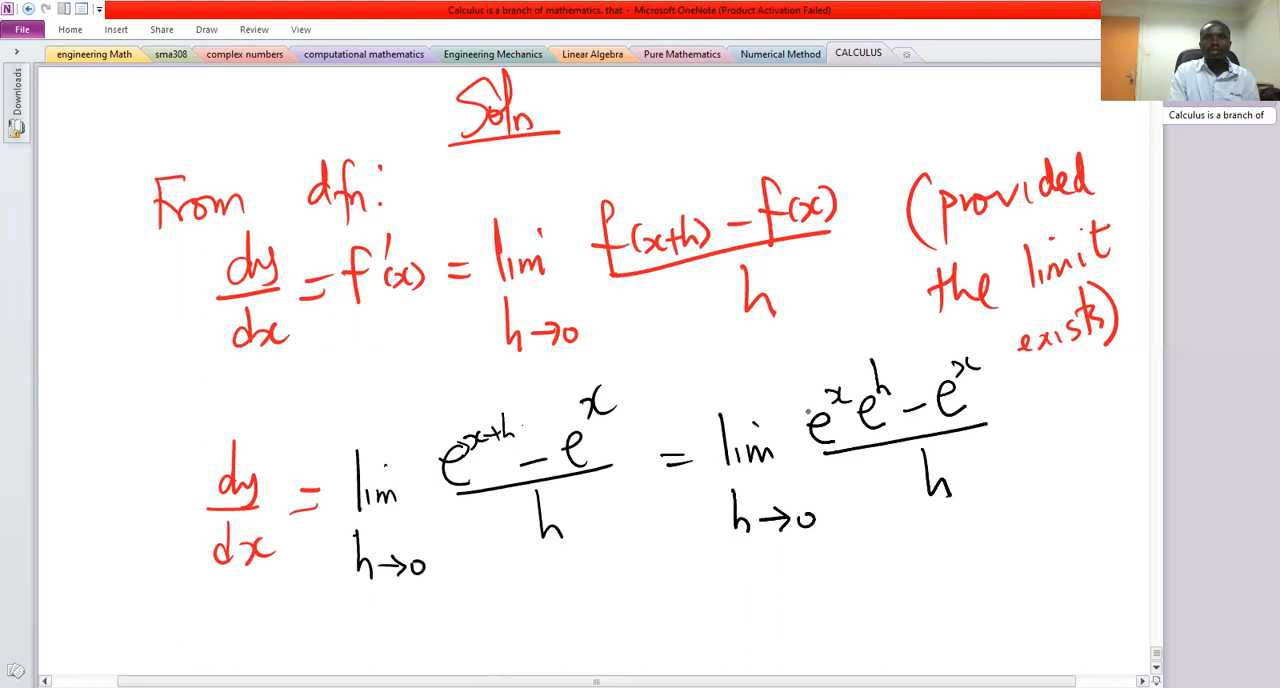 Calculus is a branch of mathematics. that - Microsoft OneNote (Product Activation Failed)
File Home Insert Share Draw Review View
engineering Math sma308 complex numbers computational mathematics Engineering Mechanics Linear Algebra Pure Mathematics Numerical Method CALCULUS
Downloads
Calculus is a branch of
Soln
From dfn:
dy/dx = f'(x) = lim h→0 f(x+h) - f(x) / h (provided the limit exists)
dy/dx = lim h→0 e^(x+h) - e^x / h = lim h→0 e^x e^h - e^x / h